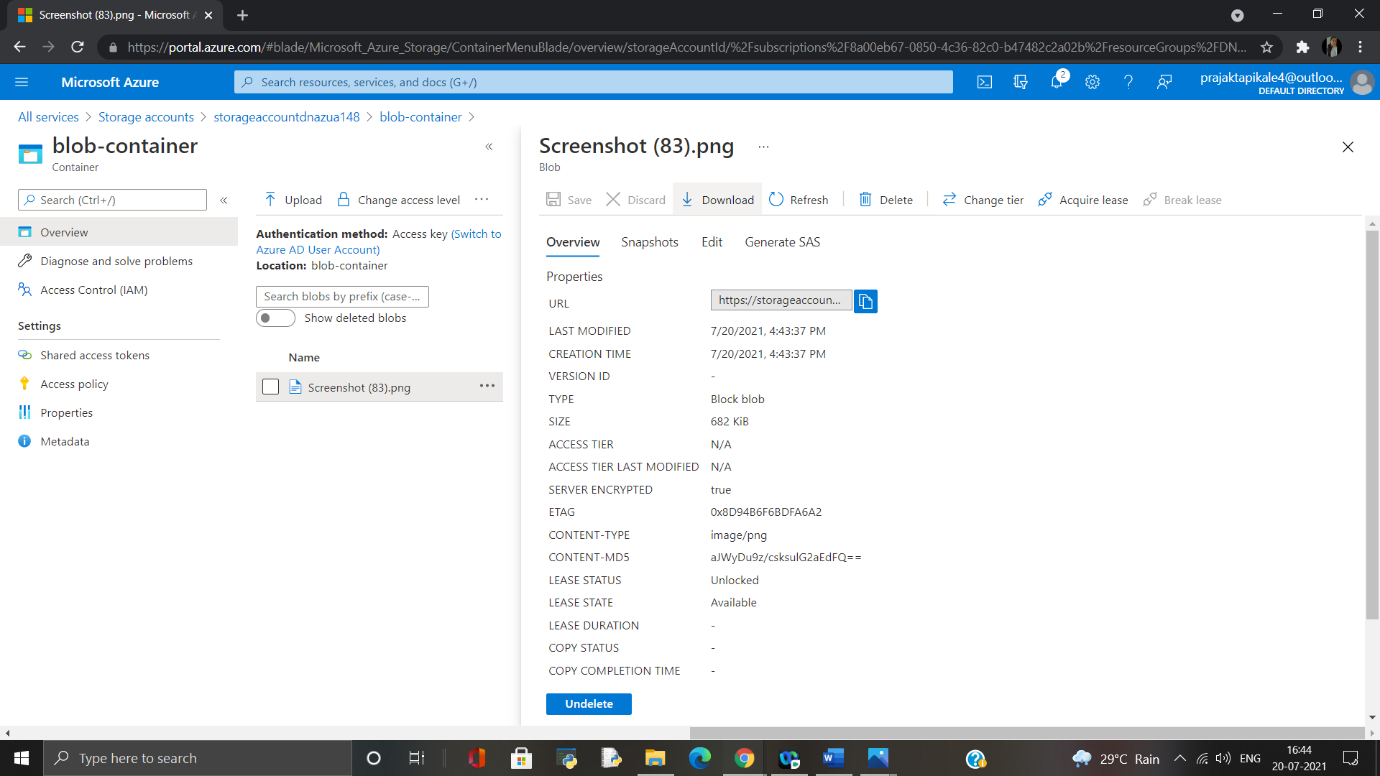 Screenshot (83).png - Microsoft
https://portal.azure.com/#blade/Microsoft_Azure_Storage/ContainerMenuBlade/overview/storageAccountId/%2Fsubscriptions%2F8a00eb67-0850-4c36-82c0-b47482c2a02b%2FresourceGroups%2FDN...
Microsoft Azure
Search resources, services, and docs (G+/)
2
prajaktapikale4@outloo...
DEFAULT DIRECTORY
All services > Storage accounts > storageaccountdnazua148 > blob-container >
blob-container
Container
Search (Ctrl+/)
Overview
Diagnose and solve problems
Access Control (IAM)
Settings
Shared access tokens
Access policy
Properties
Metadata
Upload Change access level ...
Authentication method: Access key (Switch to
Azure AD User Account)
Location: blob-container
Search blobs by prefix (case-...
Show deleted blobs
Name
Screenshot (83).png ...
Screenshot (83).png ...
Blob
Save Discard Download Refresh Delete Change tier Acquire lease Break lease
Overview Snapshots Edit Generate SAS
Properties
URL https://storageaccoun...
LAST MODIFIED 7/20/2021, 4:43:37 PM
CREATION TIME 7/20/2021, 4:43:37 PM
VERSION ID -
TYPE Block blob
SIZE 682 KiB
ACCESS TIER N/A
ACCESS TIER LAST MODIFIED N/A
SERVER ENCRYPTED true
ETAG 0x8D94B6F6BDFA6A2
CONTENT-TYPE image/png
CONTENT-MD5 aJWyDu9z/csksulG2aEdFQ==
LEASE STATUS Unlocked
LEASE STATE Available
LEASE DURATION -
COPY STATUS -
COPY COMPLETION TIME -
Undelete
Type here to search
29°C Rain
ENG
16:44
20-07-2021